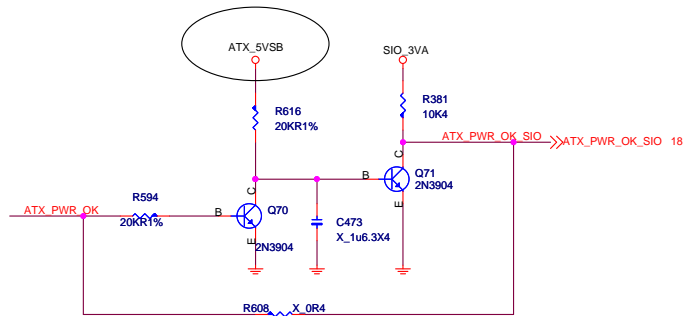 ATX_5VSB
SIO_3VA
R616
20KR1%
R381
10K4
ATX_PWR_OK_SIO
ATX_PWR_OK_SIO 18
C
B
Q71
2N3904
E
R594
20KR1%
ATX_PWR_OK
C
B
Q70
2N3904
E
C473
X_1u6.3X4
R608
X_0R4